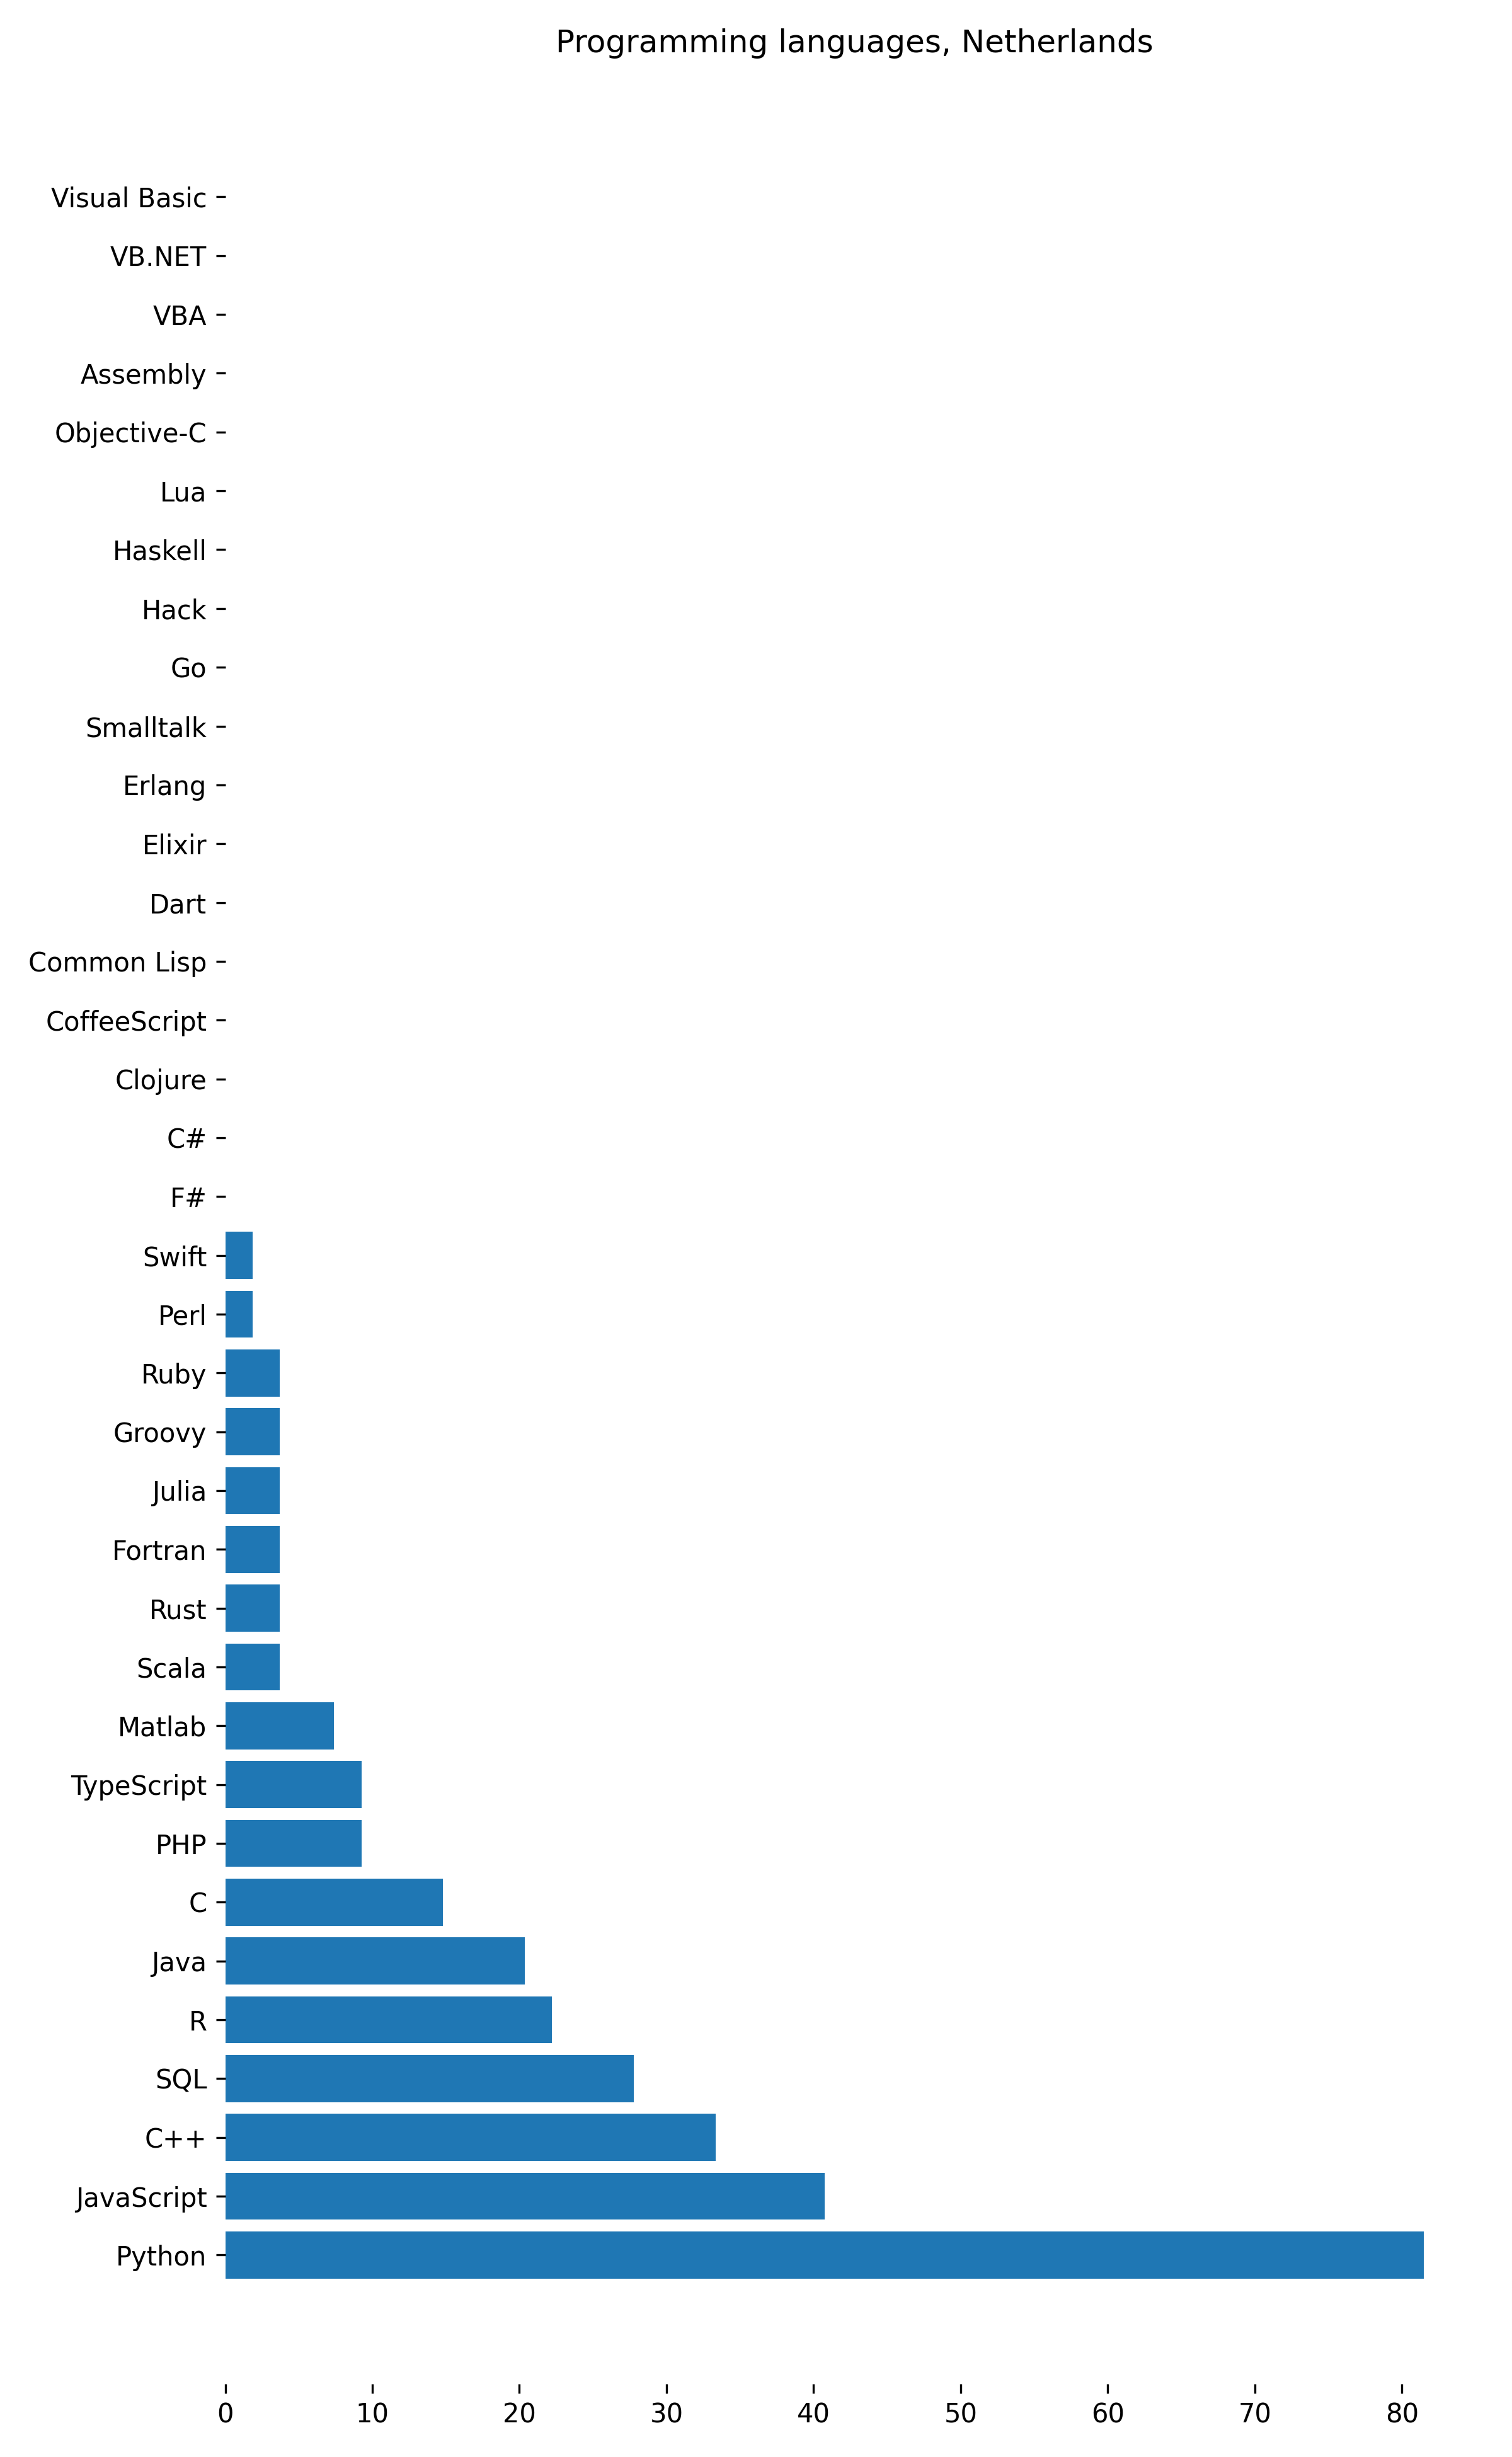 Programming languages, Netherlands
Visual Basic
VB.NET
VBA
Assembly
Objective-C
Lua
Haskell
Hack
Go
Smalltalk
Erlang
Elixir
Dart
Common Lisp
CoffeeScript
Clojure
C#
F#
Swift
Perl
Ruby
Groovy
Julia
Fortran
Rust
Scala
Matlab
TypeScript
PHP
C
Java
R
SQL
C++
JavaScript
Python
0 10 20 30 40 50 60 70 80